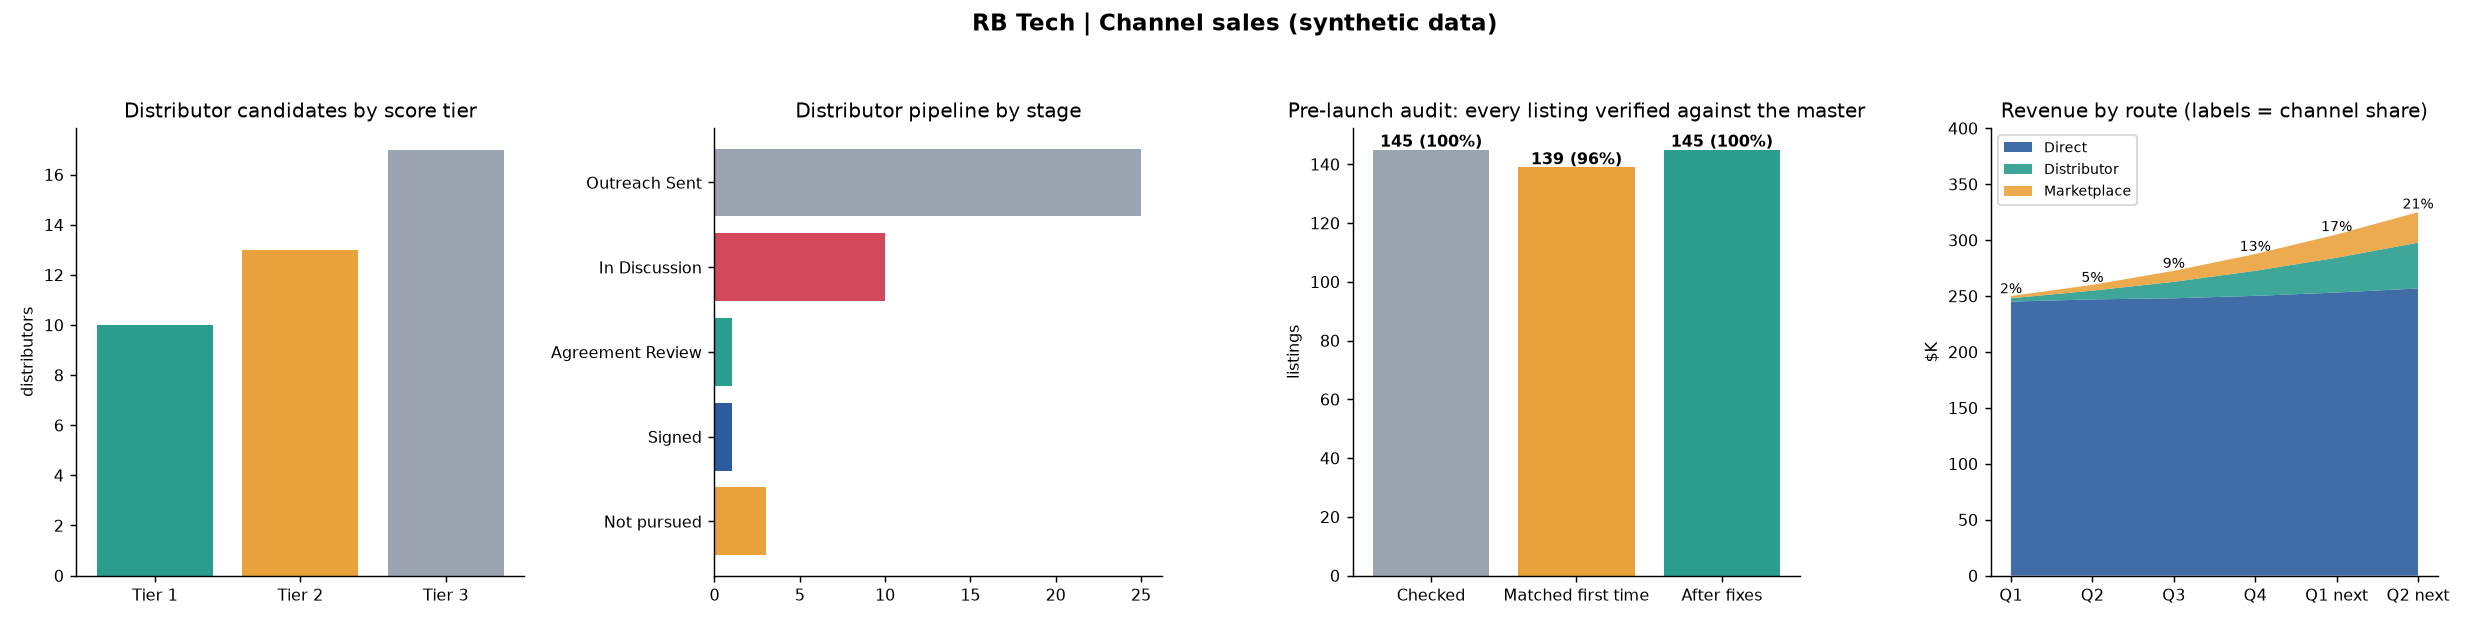 RB Tech | Channel sales (synthetic data)
Distributor candidates by score tier
distributors
16
14
12
10
8
6
4
2
0
Tier 1
Tier 2
Tier 3
Distributor pipeline by stage
Outreach Sent
In Discussion
Agreement Review
Signed
Not pursued
0
5
10
15
20
25
Pre-launch audit: every listing verified against the master
listings
140
120
100
80
60
40
20
0
145 (100%)
139 (96%)
145 (100%)
Checked
Matched first time
After fixes
Revenue by route (labels = channel share)
$K
400
350
300
250
200
150
100
50
0
Direct
Distributor
Marketplace
2%
5%
9%
13%
17%
21%
Q1
Q2
Q3
Q4
Q1 next
Q2 next